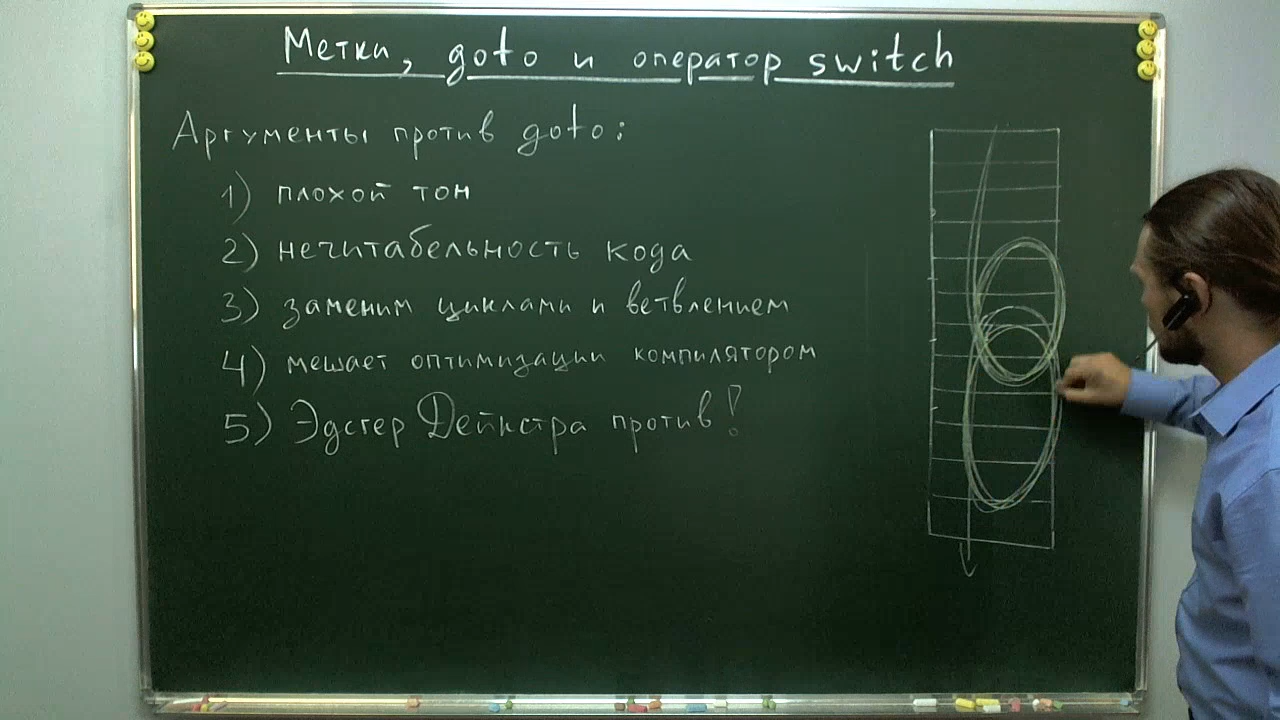 Метки, goto и оператор switch
Аргументы против goto:
1) плохой тон
2) нечитабельность кода
3) заменим циклами и ветвлением
4) мешает оптимизации компилятором
5) Эдсгер Дейкстра против!